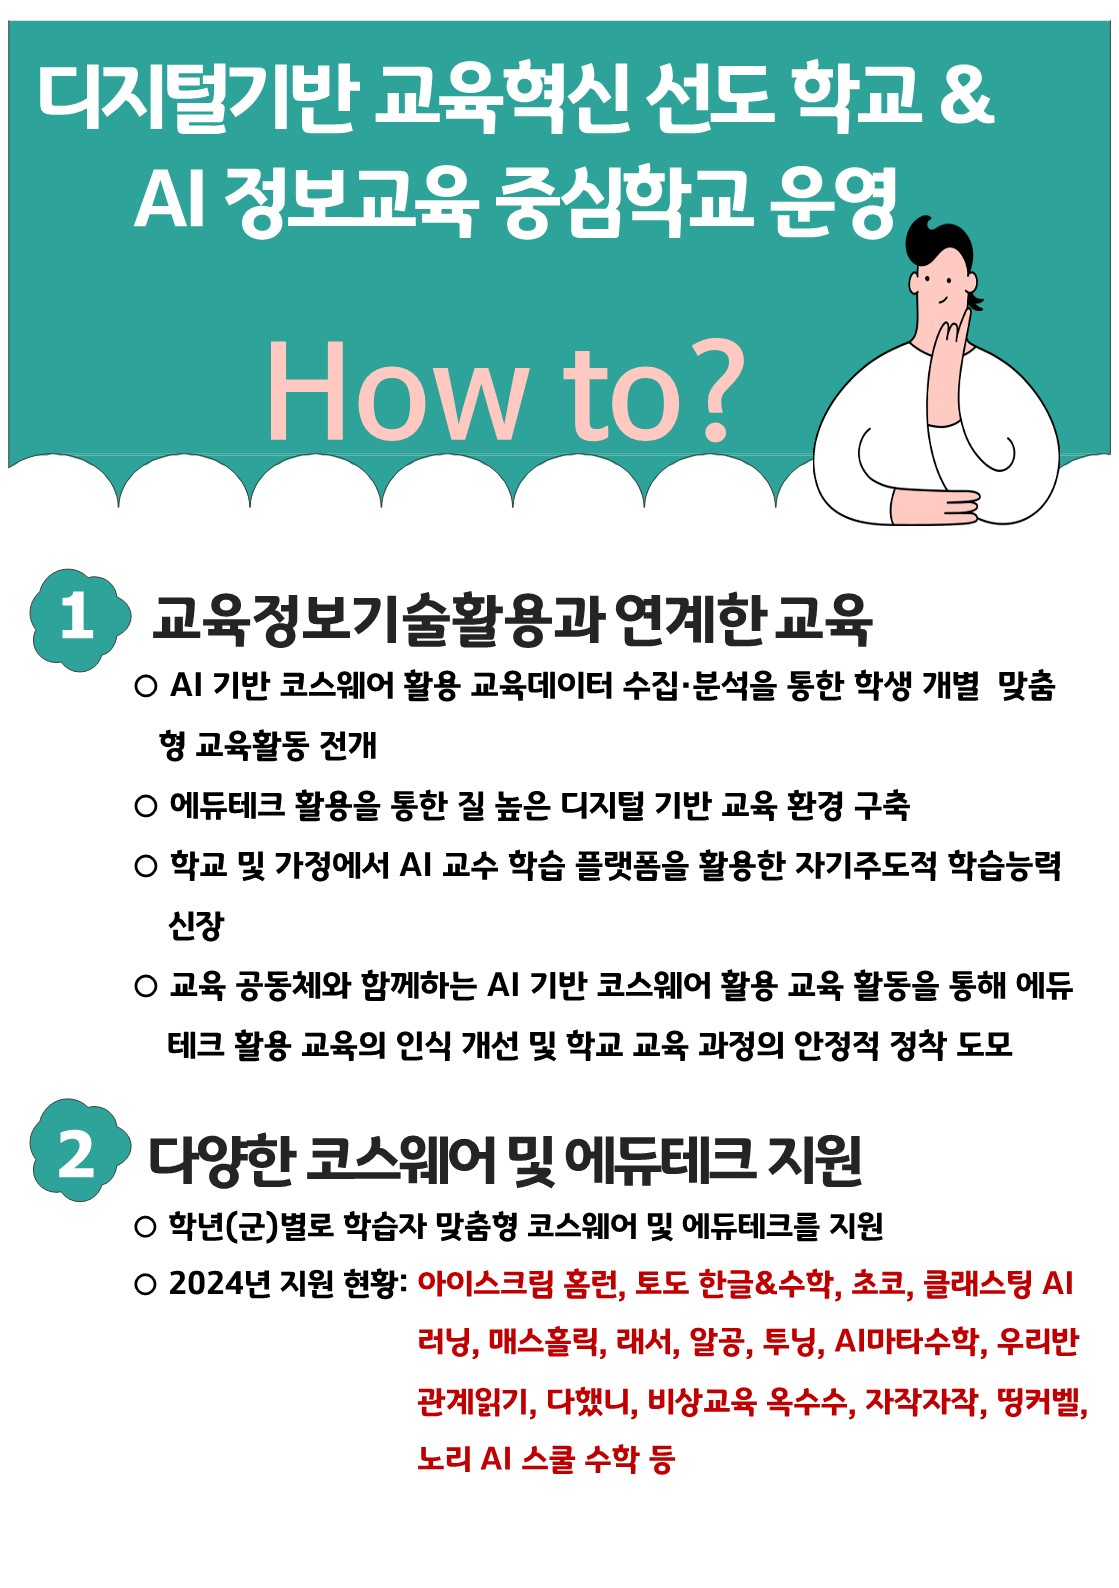 디지털기반 교육혁신 선도 학교 &
AI 정보교육 중심학교 운영
How to?
1 교육정보기술활용과 연계한 교육
○ AI 기반 코스웨어 활용 교육데이터 수집·분석을 통한 학생 개별 맞춤
형 교육활동 전개
○ 에듀테크 활용을 통한 질 높은 디지털 기반 교육 환경 구축
○ 학교 및 가정에서 AI 교수 학습 플랫폼을 활용한 자기주도적 학습능력
신장
○ 교육 공동체와 함께하는 AI 기반 코스웨어 활용 교육 활동을 통해 에듀
테크 활용 교육의 인식 개선 및 학교 교육 과정의 안정적 정착 도모
2 다양한 코스웨어 및 에듀테크 지원
○ 학년(군)별로 학습자 맞춤형 코스웨어 및 에듀테크를 지원
○ 2024년 지원 현황: 아이스크림 홈런, 토도 한글&수학, 초코, 클래스팅 AI
러닝, 매스홀릭, 래서, 알공, 투닝, AI마타수학, 우리반
관계읽기, 다했니, 비상교육 옥수수, 자작자작, 띵커벨,
노리 AI 스쿨 수학 등